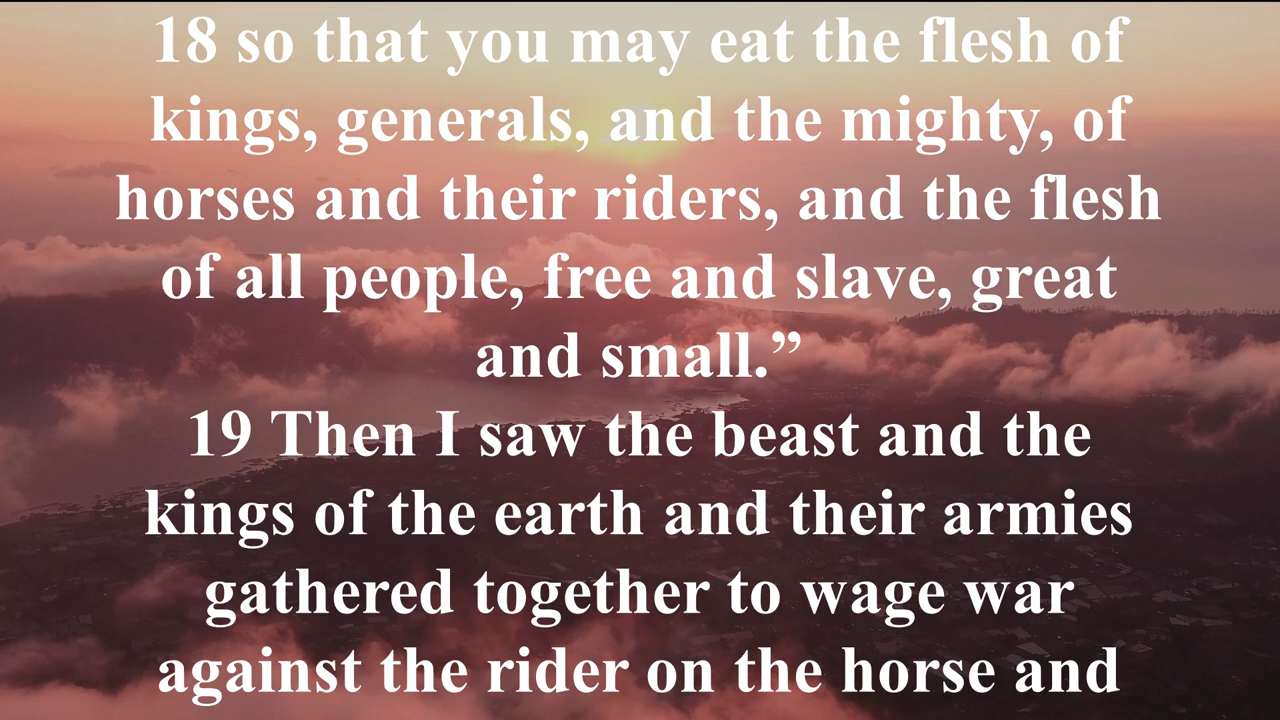 18 so that you may eat the flesh of
kings, generals, and the mighty, of
horses and their riders, and the flesh
of all people, free and slave, great
and small.”
19 Then I saw the beast and the
kings of the earth and their armies
gathered together to wage war
against the rider on the horse and